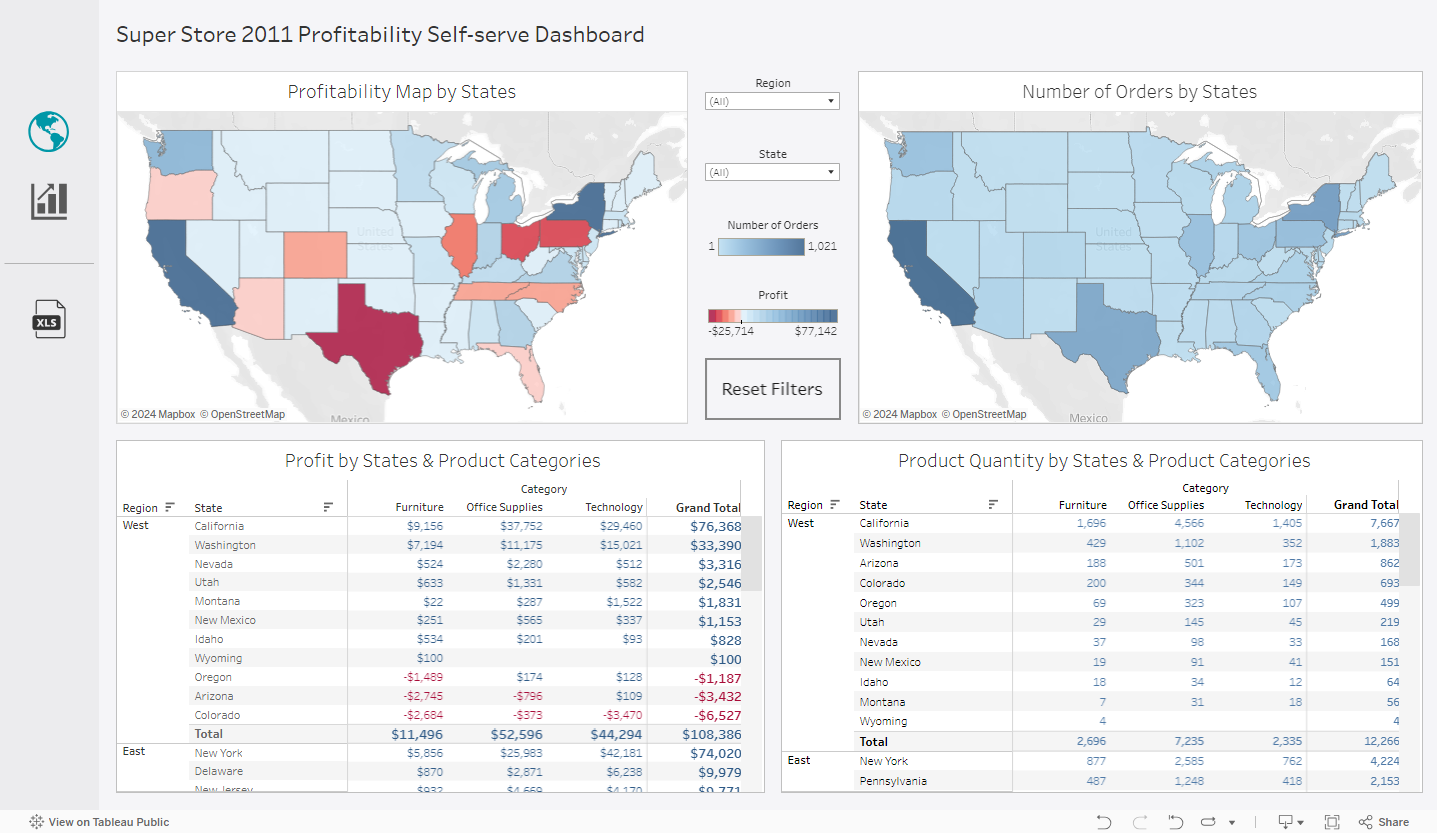 Super Store 2011 Profitability Self-serve Dashboard
Profitability Map by States
United
States
Mexico
© 2024 Mapbox © OpenStreetMap
Region
(All)
State
(All)
Number of Orders
1 1,021
Profit
-$25,714 $77,142
Reset Filters
Number of Orders by States
United
States
Mexico
© 2024 Mapbox © OpenStreetMap
XLS
Profit by States & Product Categories
Category
Region State Furniture Office Supplies Technology Grand Total
West California $9,156 $37,752 $29,460 $76,368
Washington $7,194 $11,175 $15,021 $33,390
Nevada $524 $2,280 $512 $3,316
Utah $633 $1,331 $582 $2,546
Montana $22 $287 $1,522 $1,831
New Mexico $251 $565 $337 $1,153
Idaho $534 $201 $93 $828
Wyoming $100 $100
Oregon -$1,489 $174 $128 -$1,187
Arizona -$2,745 -$796 $109 -$3,432
Colorado -$2,684 -$373 -$3,470 -$6,527
Total $11,496 $52,596 $44,294 $108,386
East New York $5,856 $25,983 $42,181 $74,020
Delaware $870 $2,871 $6,238 $9,979
New Jersey $932 $4,669 $4,170 $9,771
Product Quantity by States & Product Categories
Category
Region State Furniture Office Supplies Technology Grand Total
West California 1,696 4,566 1,405 7,667
Washington 429 1,102 352 1,883
Arizona 188 501 173 862
Colorado 200 344 149 693
Oregon 69 323 107 499
Utah 29 145 45 219
Nevada 37 98 33 168
New Mexico 19 91 41 151
Idaho 18 34 12 64
Montana 7 31 18 56
Wyoming 4 4
Total 2,696 7,235 2,335 12,266
East New York 877 2,585 762 4,224
Pennsylvania 487 1,248 418 2,153
View on Tableau Public
Share